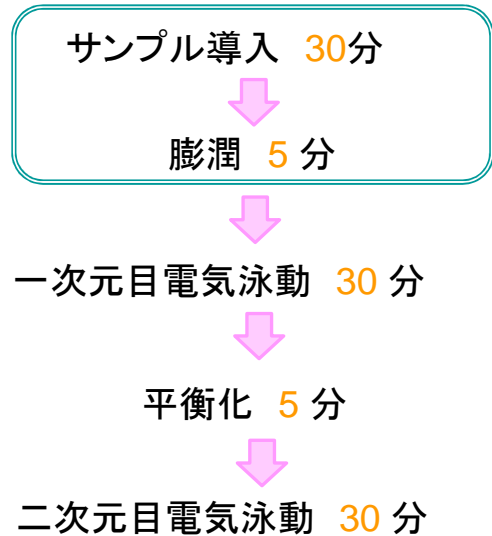 サンプル導入 30分
膨潤 5 分
一次元目電気泳動 30 分
平衡化 5 分
二次元目電気泳動 30 分